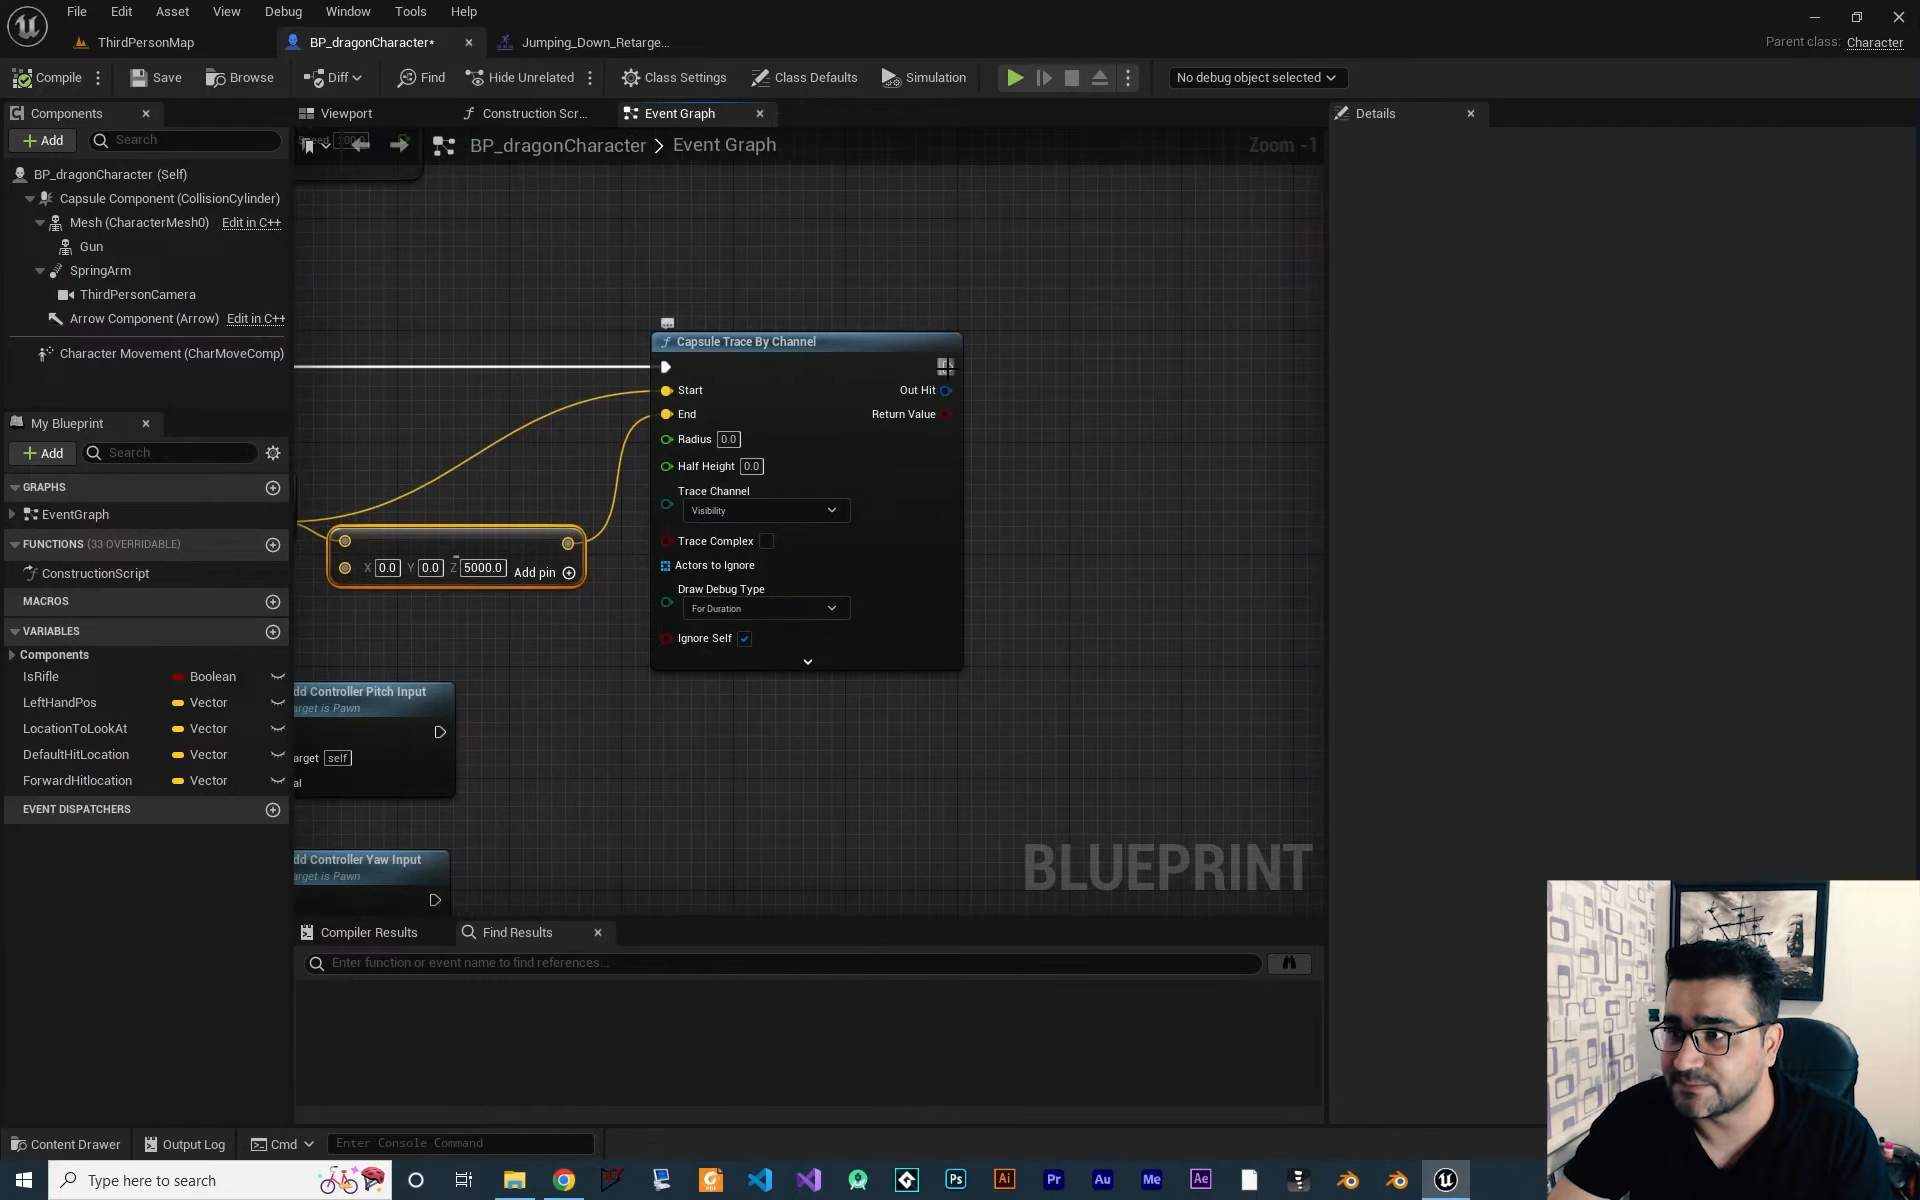 File Edit Asset View Debug Window Tools Help
ThirdPersonMap BP_dragonCharacter* Jumping_Down_Retarge... Parent class: Character
Compile Save Browse Diff Find Hide Unrelated Class Settings Class Defaults Simulation No debug object selected
Components Viewport Construction Scr... Event Graph Details
Add Search BP_dragonCharacter > Event Graph Zoom -1
BP_dragonCharacter (Self)
Capsule Component (CollisionCylinder)
Mesh (CharacterMesh0) Edit in C++
Gun
SpringArm
ThirdPersonCamera
Arrow Component (Arrow) Edit in C++
Character Movement (CharMoveComp)
Capsule Trace By Channel
Start Out Hit
End Return Value
Radius 0.0
Half Height 0.0
Trace Channel
Visibility
Trace Complex
Actors to Ignore
Draw Debug Type
For Duration
Ignore Self
X 0.0 Y 0.0 Z 5000.0 Add pin
My Blueprint
Add Search
GRAPHS
EventGraph
FUNCTIONS (33 OVERRIDABLE)
ConstructionScript
MACROS
VARIABLES
Components
IsRifle Boolean
LeftHandPos Vector
LocationToLookAt Vector
DefaultHitLocation Vector
ForwardHitlocation Vector
EVENT DISPATCHERS
dd Controller Pitch Input
arget is Pawn
arget self
al
dd Controller Yaw Input
arget is Pawn
BLUEPRINT
Compiler Results Find Results
Enter function or event name to find references...
Content Drawer Output Log Cmd Enter Console Command
Type here to search Ps Ai Pr Au Me Ae